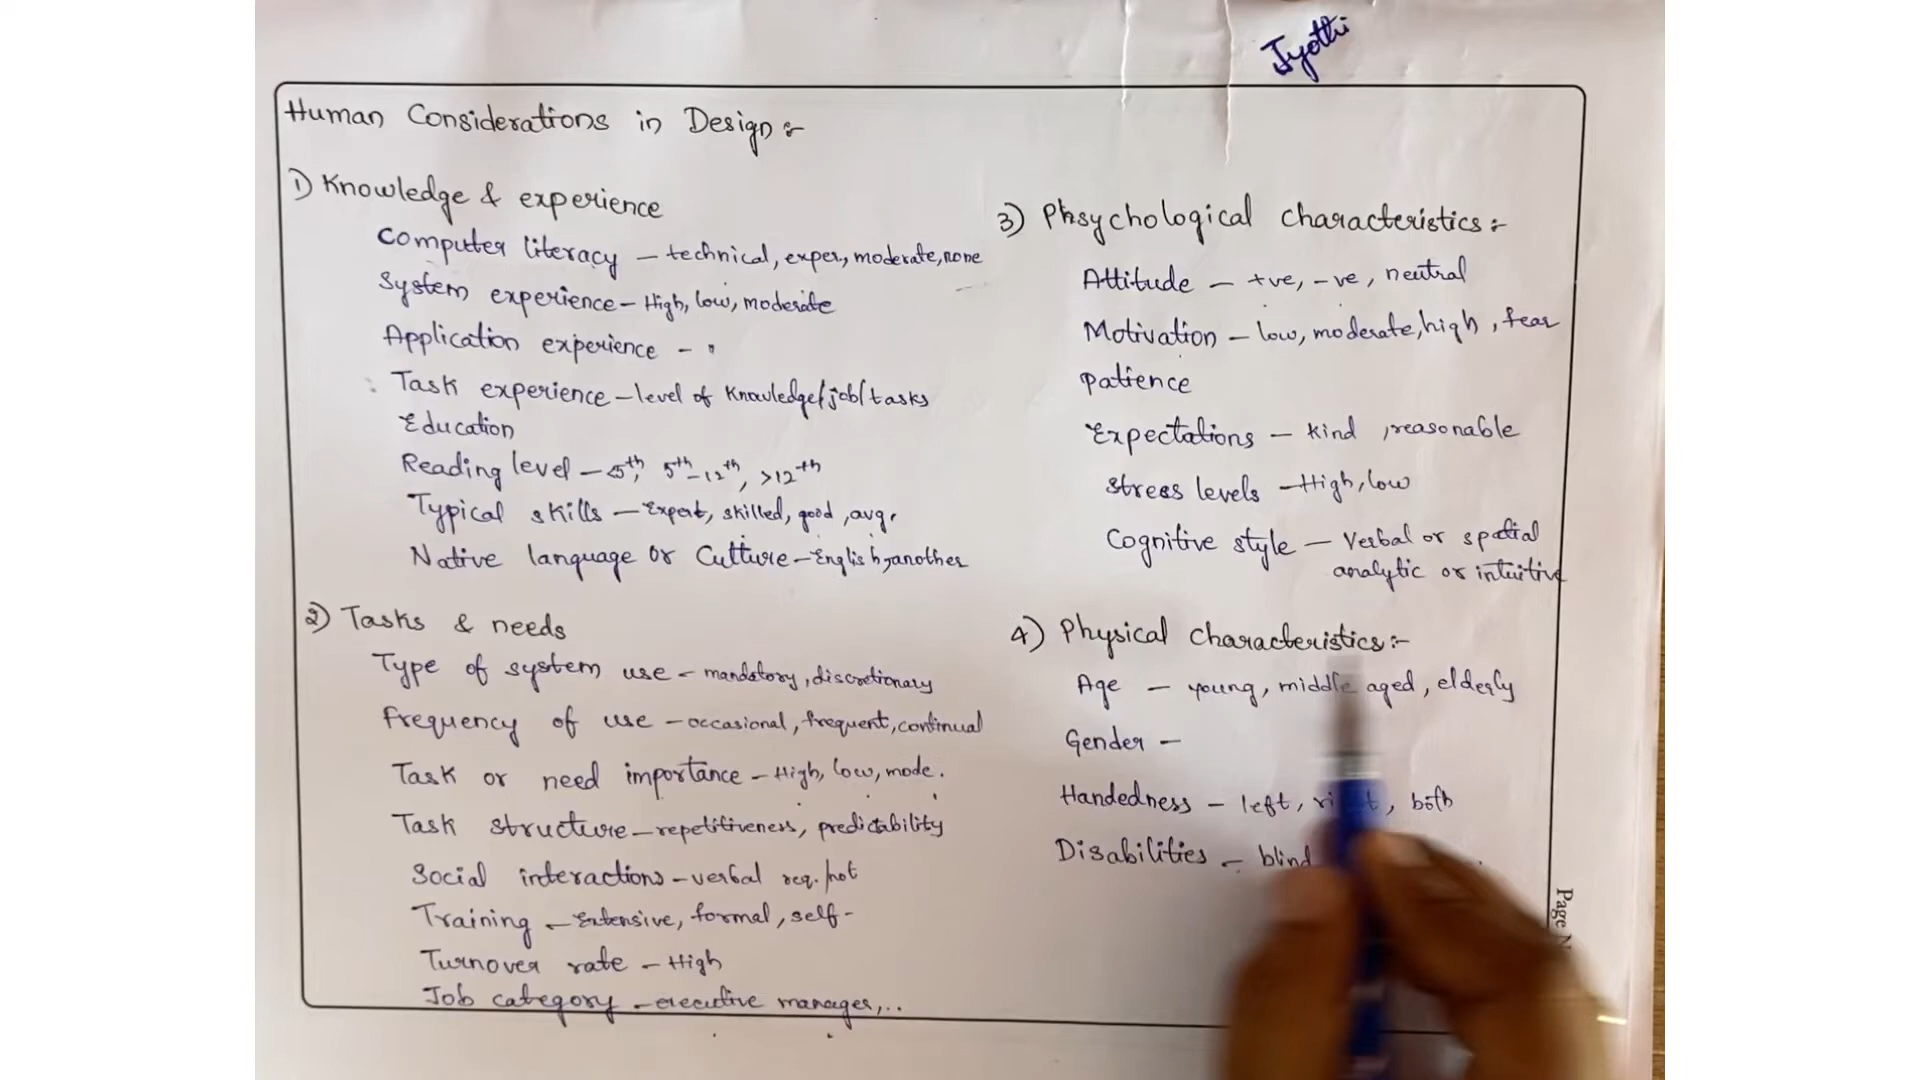 Jyothi
Human Considerations in Design:-
1) Knowledge & experience
Computer literacy - technical, exper, moderate, none
System experience - High, low, moderate
Application experience - "
Task experience - level of knowledge/job/tasks
Education
Reading level - <5th, 5th-12th, >12th
Typical skills - Expert, skilled, good, avg.
Native language or Culture - English, another
2) Tasks & needs
Type of system use - mandatory, discretionary
Frequency of use - occasional, frequent, continual
Task or need importance - High, low, mode.
Task structure - repetitiveness, predictability
Social interactions - verbal req./not
Training - Extensive, formal, self-
Turnover rate - High
Job category - executive manager,..
3) Phsychological characteristics:-
Attitude - +ve, -ve, neutral
Motivation - low, moderate, high, fear
patience
Expectations - kind, reasonable
stress levels - High, low
Cognitive style - Verbal or spatial
analytic or intuitive
4) Physical characteristics:-
Age - young, middle aged, elderly
Gender -
Handedness - left, both
Disabilities - blind
Page